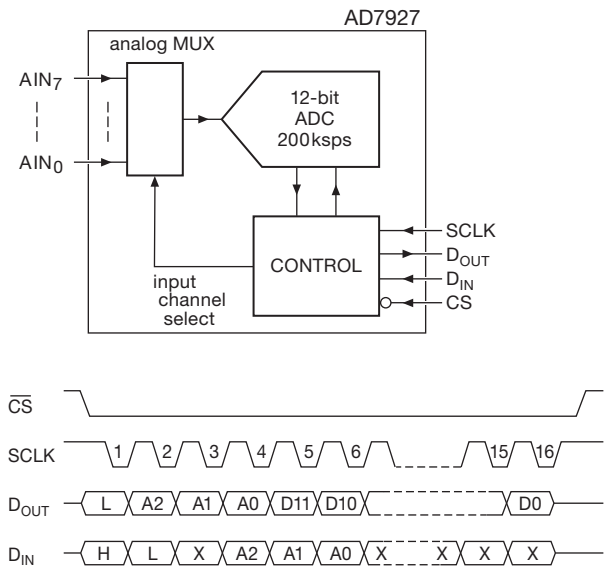 AD7927
analog MUX
AIN7
AIN0
12-bit
ADC
200ksps
CONTROL
input
channel
select
SCLK
DOUT
DIN
CS
CS
SCLK 1 2 3 4 5 6 15 16
DOUT L A2 A1 A0 D11 D10 D0
DIN H L X A2 A1 A0 X X X X